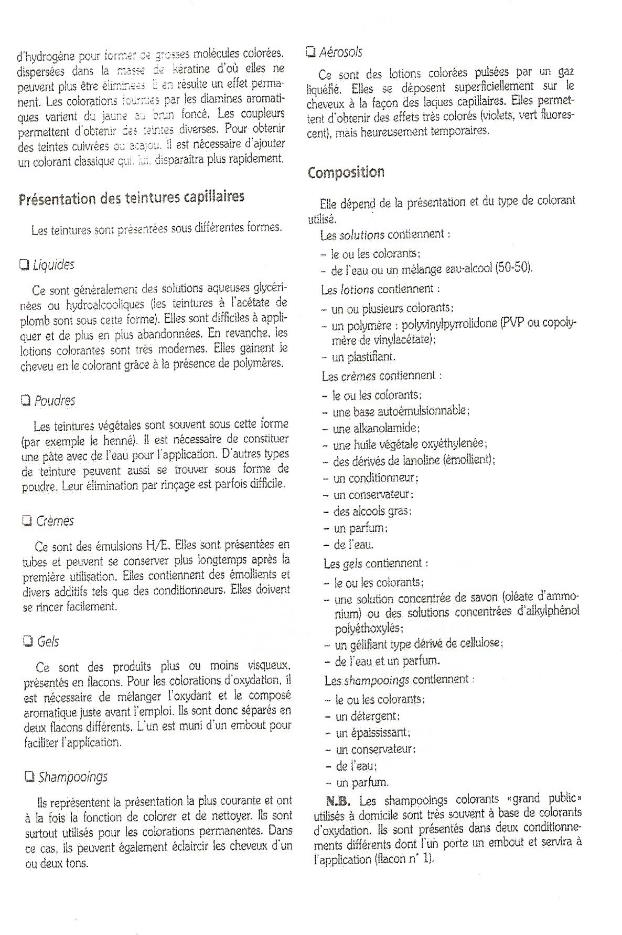 d'hydrogène pour former de grosses molécules colorées,
dispersées dans la masse de kératine d'où elles ne
peuvent plus être éliminées il en résulte un effet perma-
nent. Les colorations fournies par les diamines aromati-
ques varient du jaune au brun foncé. Les coupleurs
permettent d'obtenir des teintes diverses. Pour obtenir
des teintes cuivrées ou acajou, il est nécessaire d'ajouter
un colorant classique qui, lui, disparaîtra plus rapidement.
Présentation des teintures capillaires
Les teintures sont présentées sous différentes formes.
❑ Liquides
Ce sont généralement des solutions aqueuses glycéri-
nées ou hydroalcooliques (les teintures à l'acétate de
plomb sont sous cette forme). Elles sont difficiles à appli-
quer et de plus en plus abandonnées. En revanche, les
lotions colorantes sont très modernes. Elles gainent le
cheveu en le colorant grâce à la présence de polymères.
❑ Poudres
Les teintures végétales sont souvent sous cette forme
(par exemple le henné). Il est nécessaire de constituer
une pâte avec de l'eau pour l'application. D'autres types
de teinture peuvent aussi se trouver sous forme de
poudre. Leur élimination par rinçage est parfois difficile.
❑ Crèmes
Ce sont des émulsions H/E. Elles sont présentées en
tubes et peuvent se conserver plus longtemps après la
première utilisation. Elles contiennent des émollients et
divers additifs tels que des conditionneurs. Elles doivent
se rincer facilement.
❑ Gels
Ce sont des produits plus ou moins visqueux,
présentés en flacons. Pour les colorations d'oxydation, il
est nécessaire de mélanger l'oxydant et le composé
aromatique juste avant l'emploi. Ils sont donc séparés en
deux flacons différents. L'un est muni d'un embout pour
faciliter l'application.
❑ Shampooings
Ils représentent la présentation la plus courante et ont
à la fois la fonction de colorer et de nettoyer. Ils sont
surtout utilisés pour les colorations permanentes. Dans
ce cas, ils peuvent également éclaircir les cheveux d'un
ou deux tons.
❑ Aérosols
Ce sont des lotions colorées pulsées par un gaz
liquéfié. Elles se déposent superficiellement sur le
cheveux à la façon des laques capillaires. Elles permet-
tent d'obtenir des effets très colorés (violets, vert fluores-
cent), mais heureusement temporaires.
Composition
Elle dépend de la présentation et du type de colorant
utilisé.
Les solutions contiennent :
– le ou les colorants;
– de l'eau ou un mélange eau-alcool (50-50).
Les lotions contiennent :
– un ou plusieurs colorants;
– un polymère : polyvinylpyrrolidone (PVP ou copoly-
mère de vinylacétate);
– un plastifiant.
Les crèmes contiennent :
– le ou les colorants;
– une base autoémulsionnable;
– une alkanolamide;
– une huile végétale oxyéthylenée;
– des dérivés de lanoline (émollient);
– un conditionneur;
– un conservateur;
– des alcools gras;
– un parfum;
– de l'eau.
Les gels contiennent :
– le ou les colorants;
– une solution concentrée de savon (oléate d'ammo-
nium) ou des solutions concentrées d'alkylphénol
polyéthoxylés;
– un gélifiant type dérivé de cellulose;
– de l'eau et un parfum.
Les shampooings contiennent :
– le ou les colorants;
– un détergent;
– un épaississant;
– un conservateur;
– de l'eau;
– un parfum.
N.B. Les shampooings colorants «grand public»
utilisés à domicile sont très souvent à base de colorants
d'oxydation. Ils sont présentés dans deux conditionne-
ments différents dont l'un porte un embout et servira à
l'application (flacon n° 1).